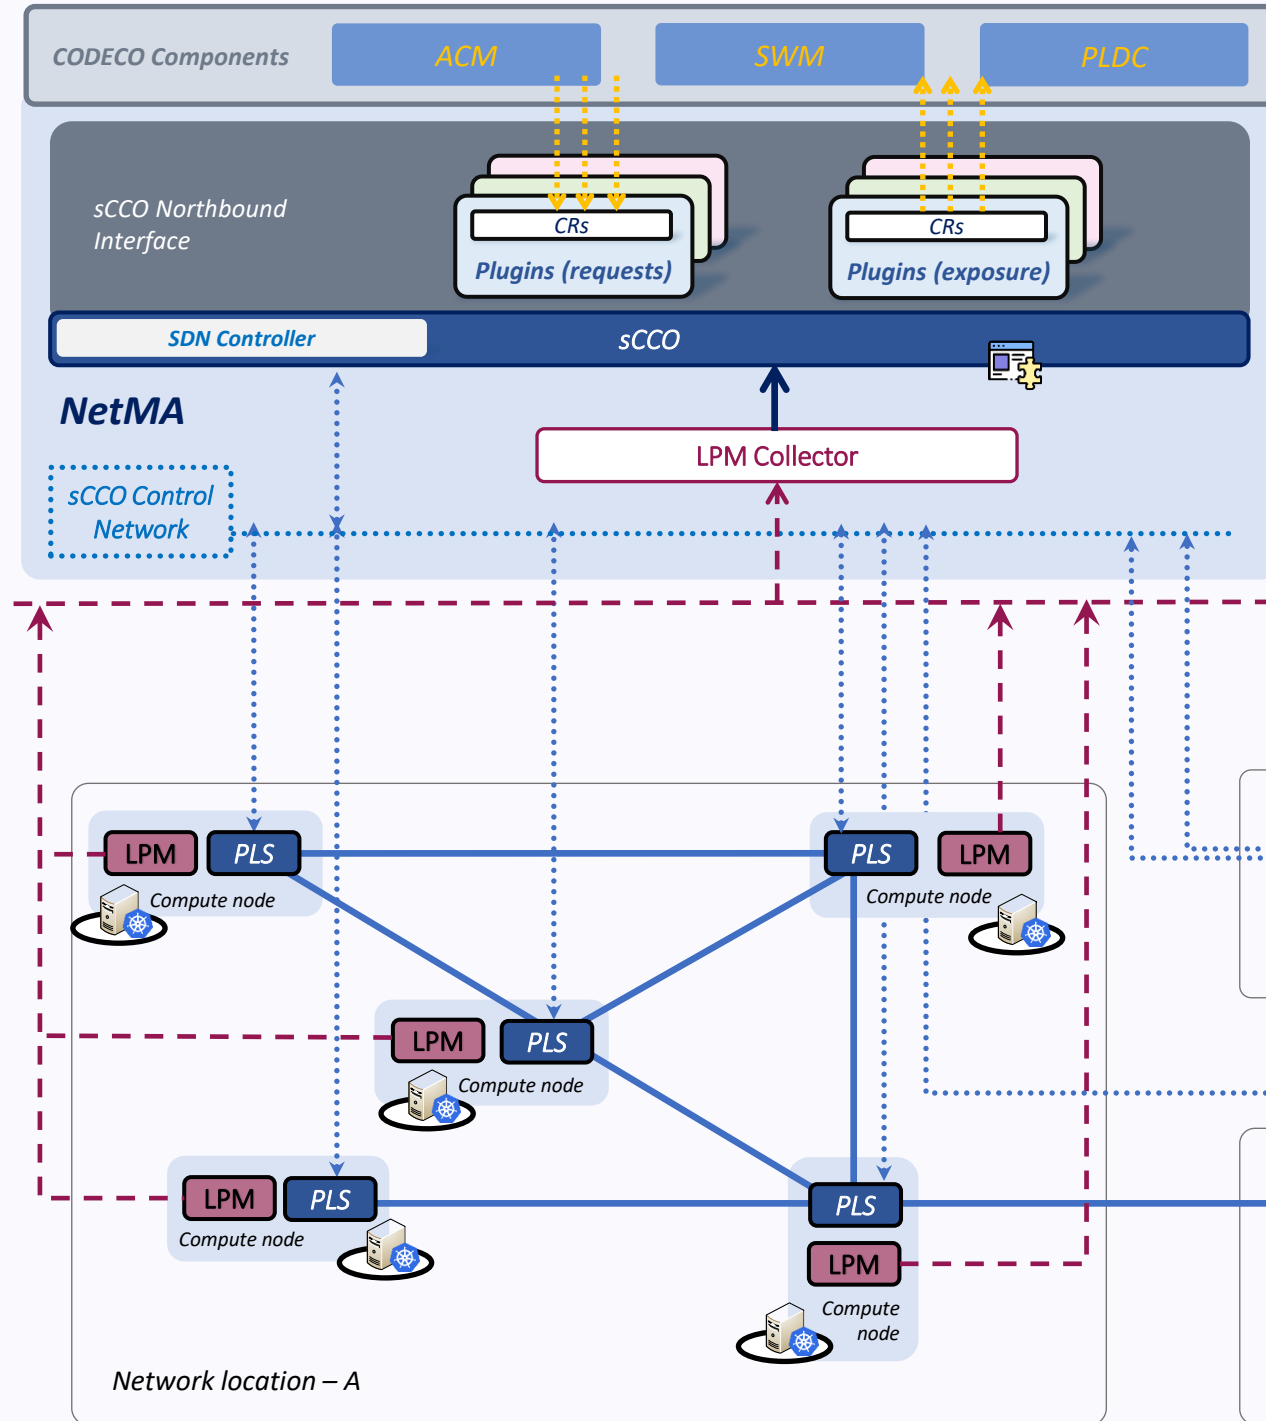 CODECO Components
ACM
SWM
PLDC
sCCO Northbound
Interface
CRs
Plugins (requests)
CRs
Plugins (exposure)
SDN Controller
sCCO
NetMA
LPM Collector
sCCO Control
Network
LPM
PLS
Compute node
PLS
LPM
Compute node
LPM
PLS
Compute node
LPM
PLS
Compute node
PLS
LPM
Compute
node
Network location – A